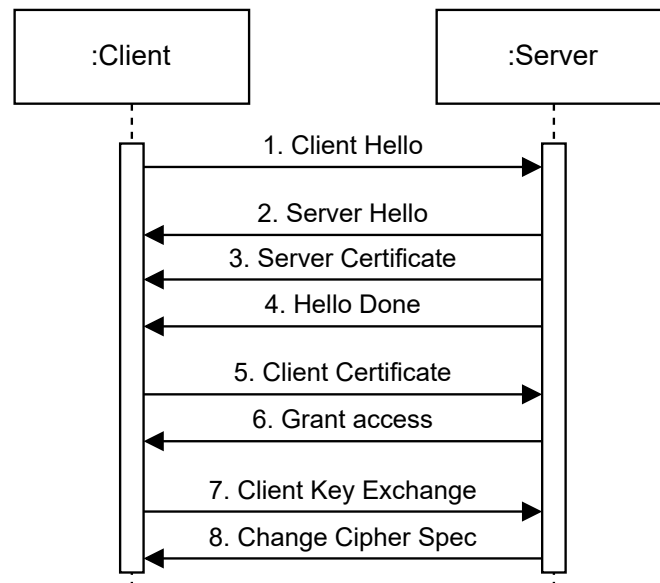 :Client
:Server
1. Client Hello
2. Server Hello
3. Server Certificate
4. Hello Done
5. Client Certificate
6. Grant access
7. Client Key Exchange
8. Change Cipher Spec